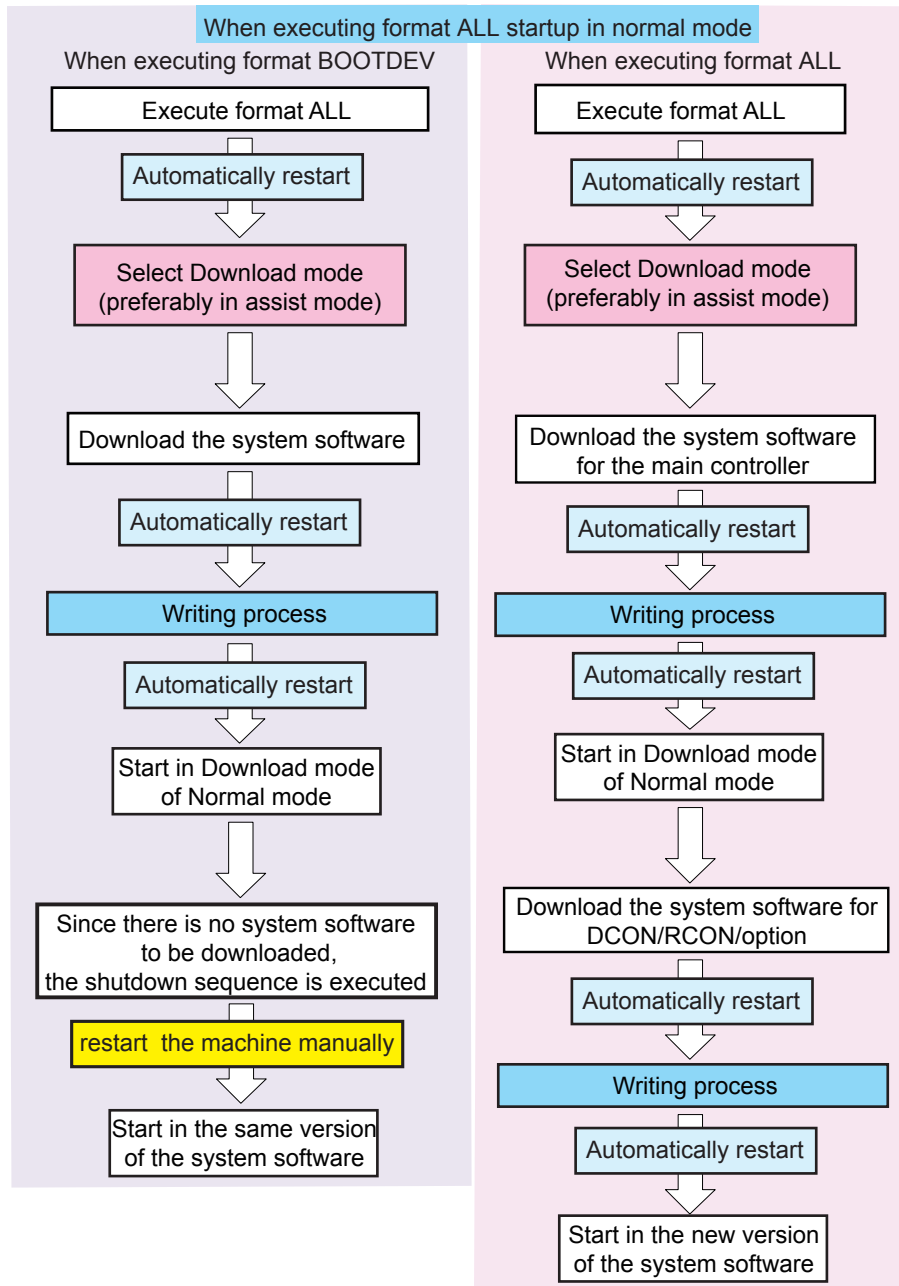 When executing format ALL startup in normal mode
When executing format BOOTDEV
Execute format ALL
Automatically restart
Select Download mode
(preferably in assist mode)
Download the system software
Automatically restart
Writing process
Automatically restart
Start in Download mode
of Normal mode
Since there is no system software
to be downloaded,
the shutdown sequence is executed
restart the machine manually
Start in the same version
of the system software
When executing format ALL
Execute format ALL
Automatically restart
Select Download mode
(preferably in assist mode)
Download the system software
for the main controller
Automatically restart
Writing process
Automatically restart
Start in Download mode
of Normal mode
Download the system software for
DCON/RCON/option
Automatically restart
Writing process
Automatically restart
Start in the new version
of the system software